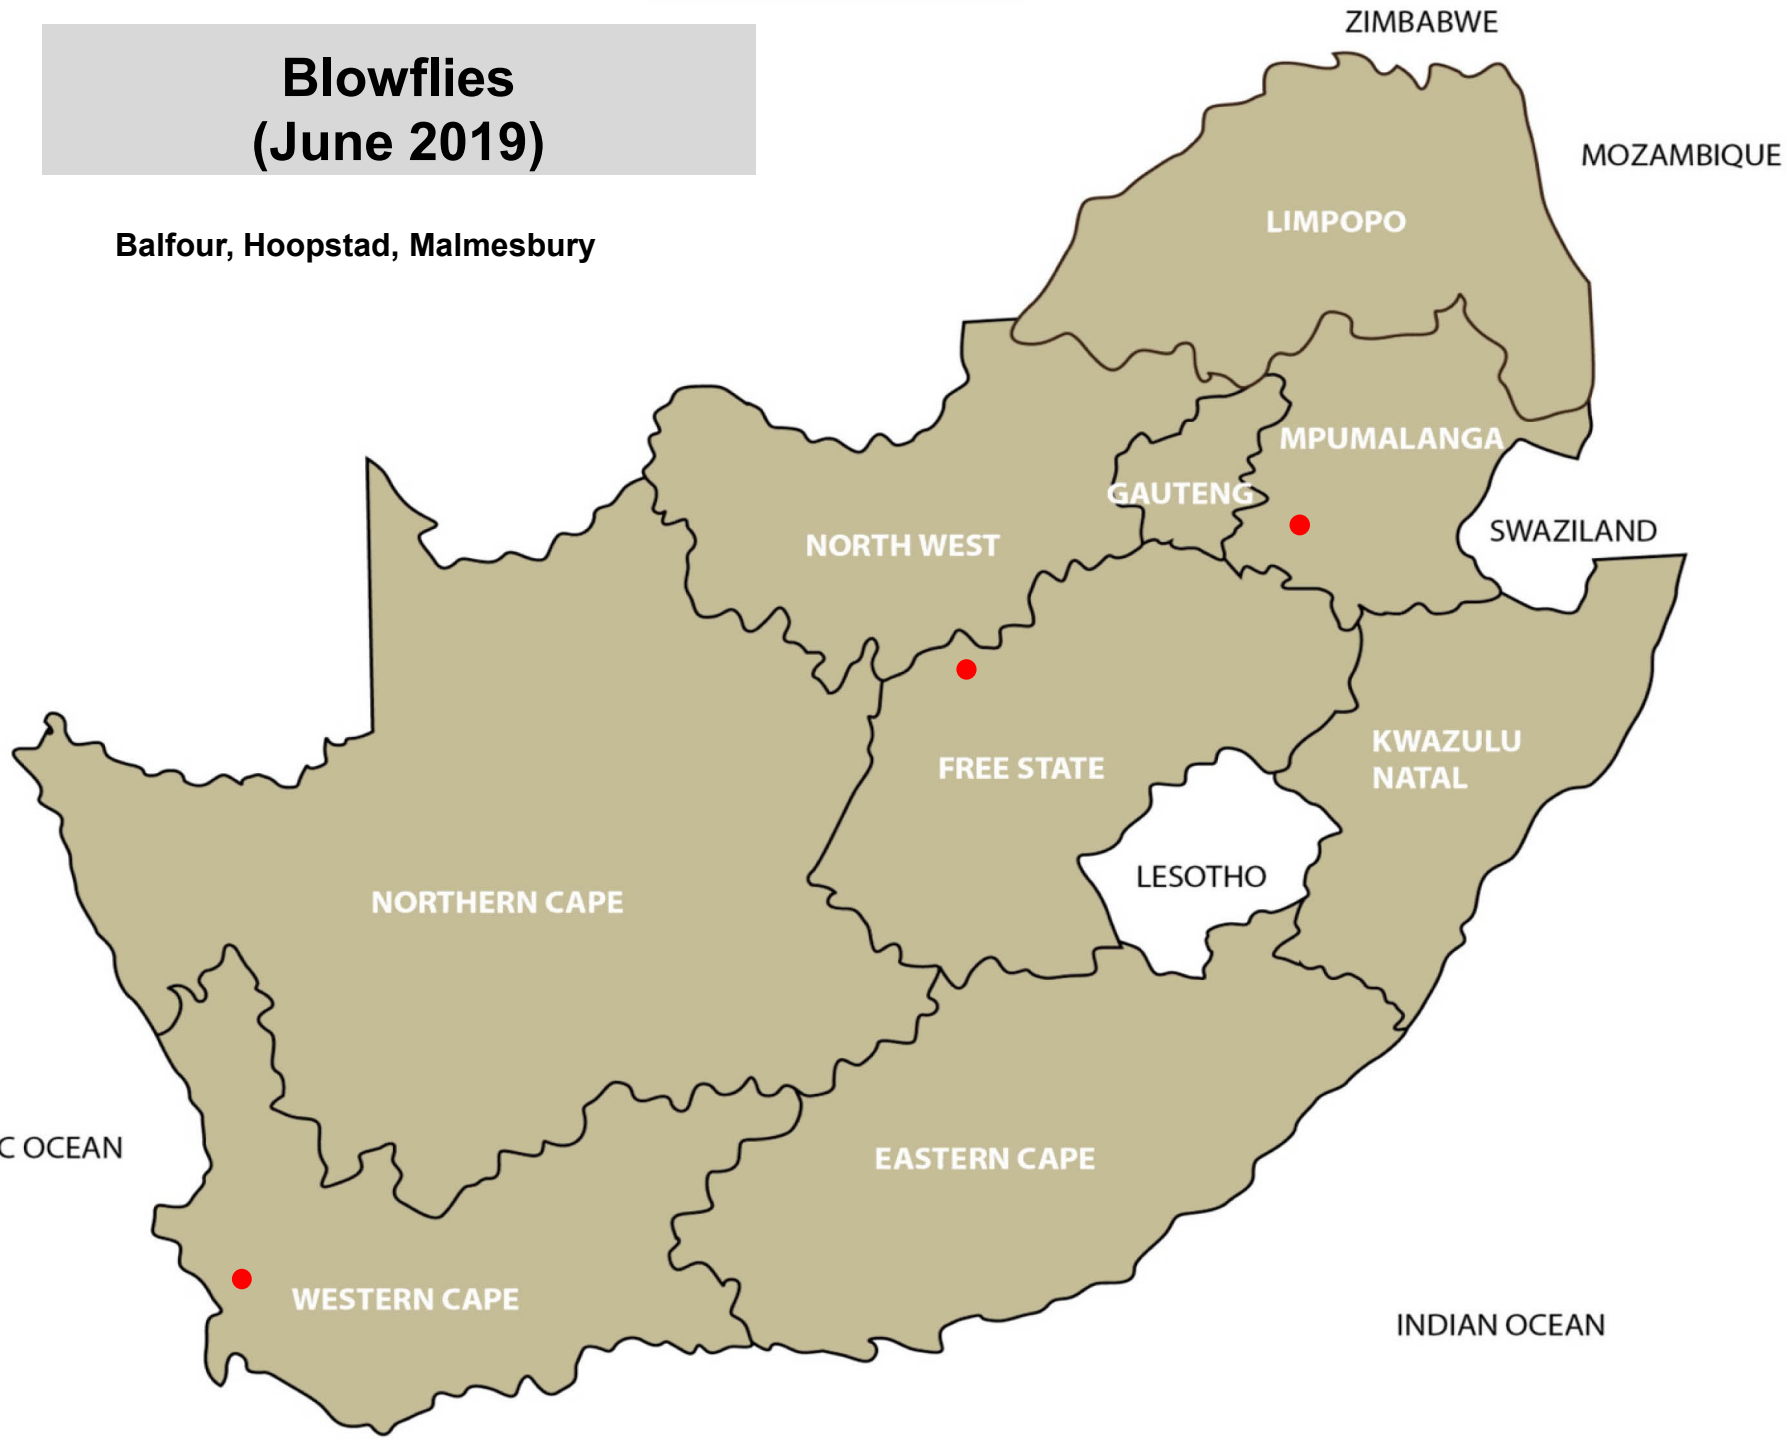 Blowflies
(June 2019)
Balfour, Hoopstad, Malmesbury
ZIMBABWE
MOZAMBIQUE
LIMPOPO
MPUMALANGA
GAUTENG
SWAZILAND
NORTH WEST
KWAZULU
NATAL
FREE STATE
LESOTHO
NORTHERN CAPE
C OCEAN
EASTERN CAPE
WESTERN CAPE
INDIAN OCEAN